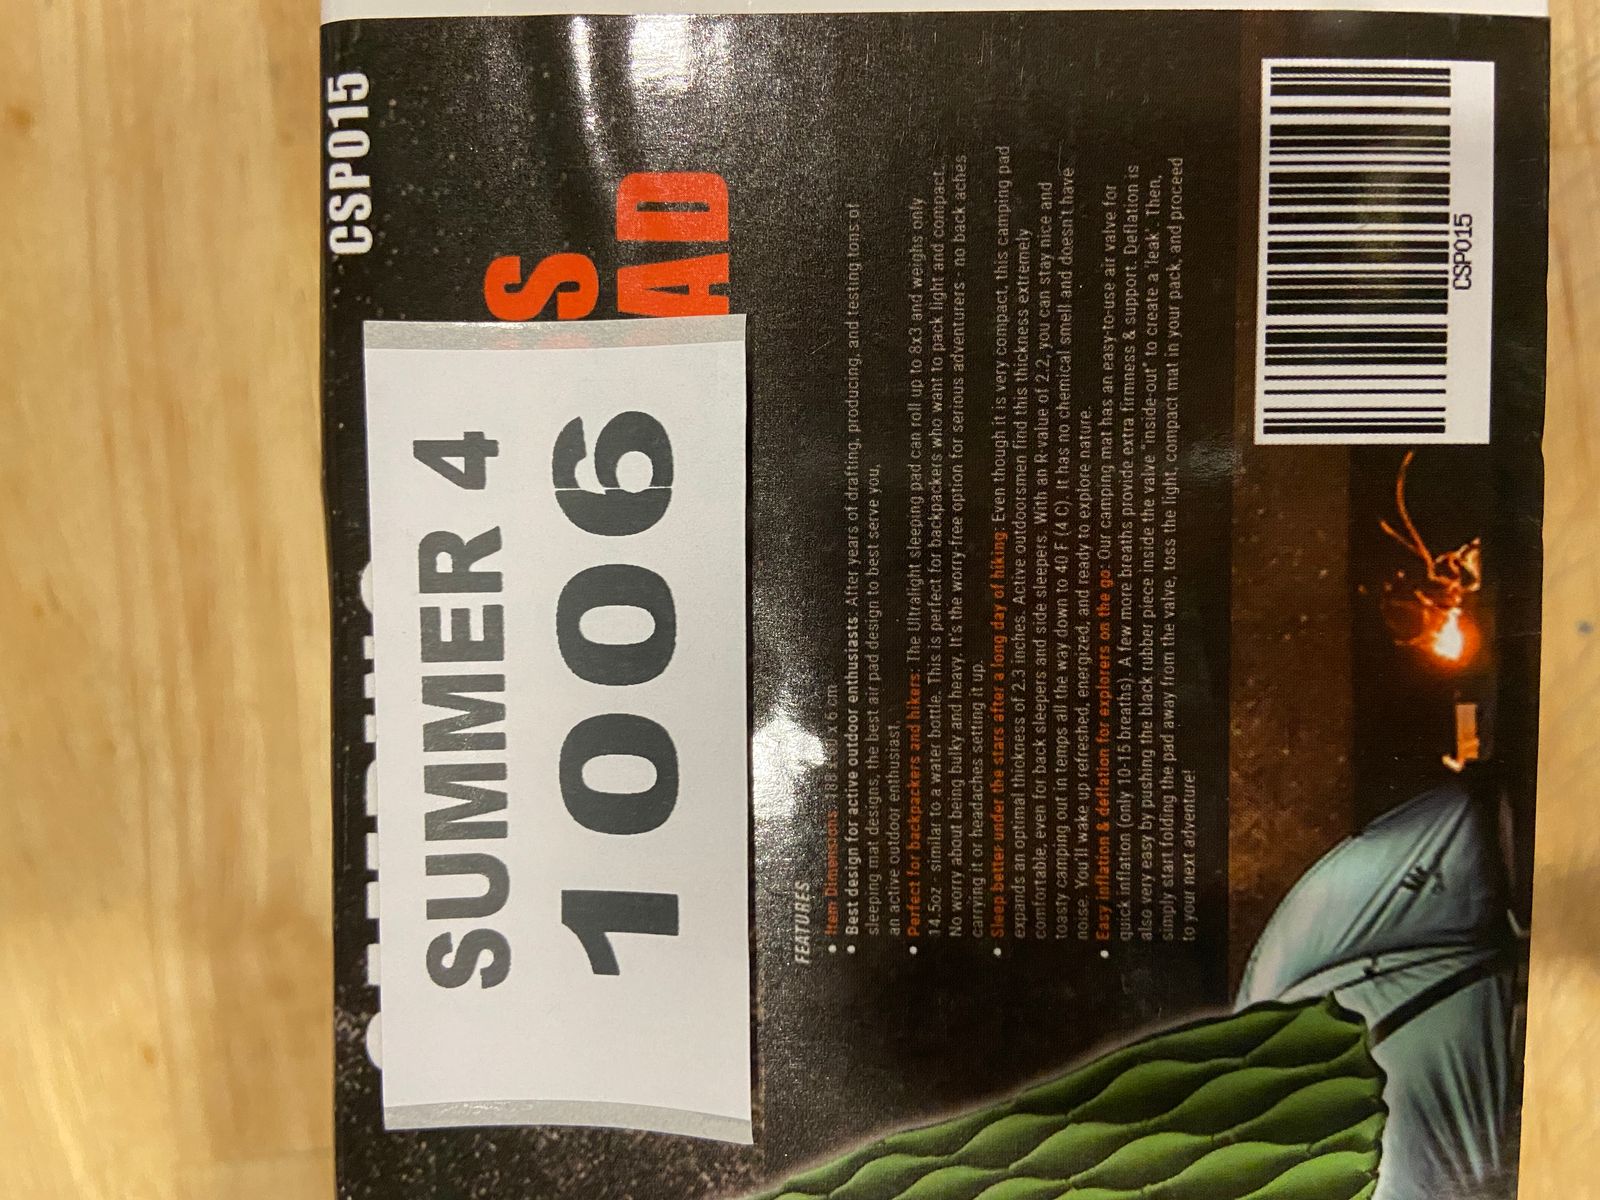 CSP015
S
AD
SUMMER 4
1006
FEATURES
• Item Dimensions: 188 x 6 cm
• Best design for active outdoor enthusiasts: After years of drafting, producing, and testing tons of
sleeping mat designs, the best air pad design to best serve you,
an active outdoor enthusiast.
• Perfect for backpackers and hikers: The Ultralight sleeping pad can roll up to 8x3 and weighs only
14.5oz - similar to a water bottle. This is perfect for backpackers who want to pack light and compact.
No worry about being bulky and heavy. It's the worry-free option for serious adventurers - no back aches
carrying it or headaches setting it up.
• Sleep better under the stars after a long day of hiking: Even though it is very compact, this camping pad
expands an optimal thickness of 2.3 inches. Active outdoorsmen find this thickness extremely
comfortable, even for back sleepers and side sleepers. With an R-value of 2.2, you can stay nice and
toasty camping out in temps all the way down to 40 F (4 C). It has no chemical smell and doesn't have
noise. You'll wake up refreshed, energized, and ready to explore nature.
• Easy inflation & deflation for explorers on the go: Our camping mat has an easy-to-use air valve for
quick inflation (only 10-15 breaths). A few more breaths provide extra firmness & support. Deflation is
also very easy by pushing the black rubber piece inside the valve "inside-out" to create a 'leak'. Then,
simply start folding the pad away from the valve, toss the light, compact mat in your pack, and proceed
to your next adventure!
CSP015